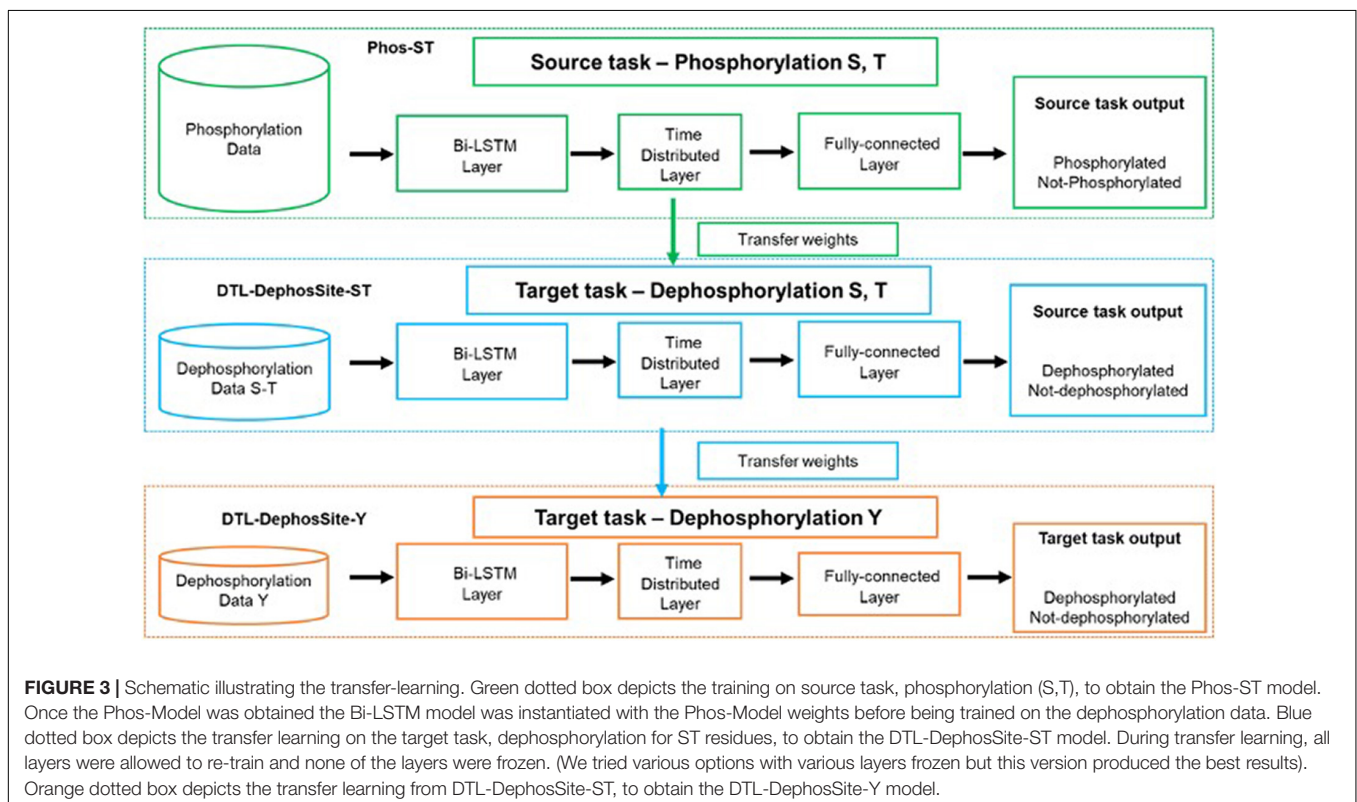 Phos-ST
Source task – Phosphorylation S, T
Phosphorylation
Data
Bi-LSTM
Layer
Time
Distributed
Layer
Fully-connected
Layer
Source task output
Phosphorylated
Not-Phosphorylated
Transfer weights
DTL-DephosSite-ST
Target task – Dephosphorylation S, T
Dephosphorylation
Data S-T
Bi-LSTM
Layer
Time
Distributed
Layer
Fully-connected
Layer
Source task output
Dephosphorylated
Not-dephosphorylated
Transfer weights
DTL-DephosSite-Y
Target task – Dephosphorylation Y
Dephosphorylation
Data Y
Bi-LSTM
Layer
Time
Distributed
Layer
Fully-connected
Layer
Target task output
Dephosphorylated
Not-dephosphorylated
FIGURE 3 | Schematic illustrating the transfer-learning. Green dotted box depicts the training on source task, phosphorylation (S,T), to obtain the Phos-ST model.
Once the Phos-Model was obtained the Bi-LSTM model was instantiated with the Phos-Model weights before being trained on the dephosphorylation data. Blue
dotted box depicts the transfer learning on the target task, dephosphorylation for ST residues, to obtain the DTL-DephosSite-ST model. During transfer learning, all
layers were allowed to re-train and none of the layers were frozen. (We tried various options with various layers frozen but this version produced the best results).
Orange dotted box depicts the transfer learning from DTL-DephosSite-ST, to obtain the DTL-DephosSite-Y model.